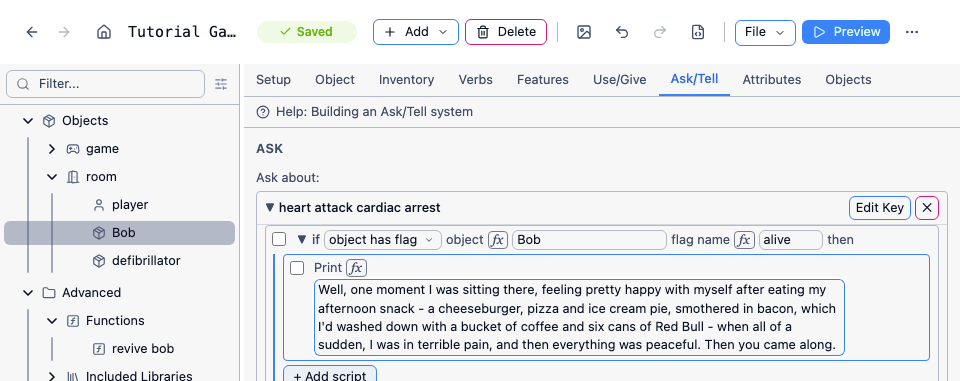 Tutorial Ga... Saved Add Delete File Preview
Filter...
Setup Object Inventory Verbs Features Use/Give Ask/Tell Attributes Objects
Help: Building an Ask/Tell system
Objects
game
room
player
Bob
defibrillator
Advanced
Functions
revive bob
Included Libraries
ASK
Ask about:
heart attack cardiac arrest Edit Key
if object has flag object fx Bob flag name fx alive then
Print fx
Well, one moment I was sitting there, feeling pretty happy with myself after eating my
afternoon snack - a cheeseburger, pizza and ice cream pie, smothered in bacon, which
I'd washed down with a bucket of coffee and six cans of Red Bull - when all of a
sudden, I was in terrible pain, and then everything was peaceful. Then you came along.
+ Add script